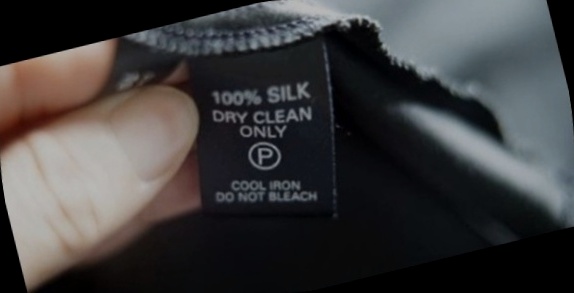 100% SILK
DRY CLEAN
ONLY
P
COOL IRON
DO NOT BLEACH